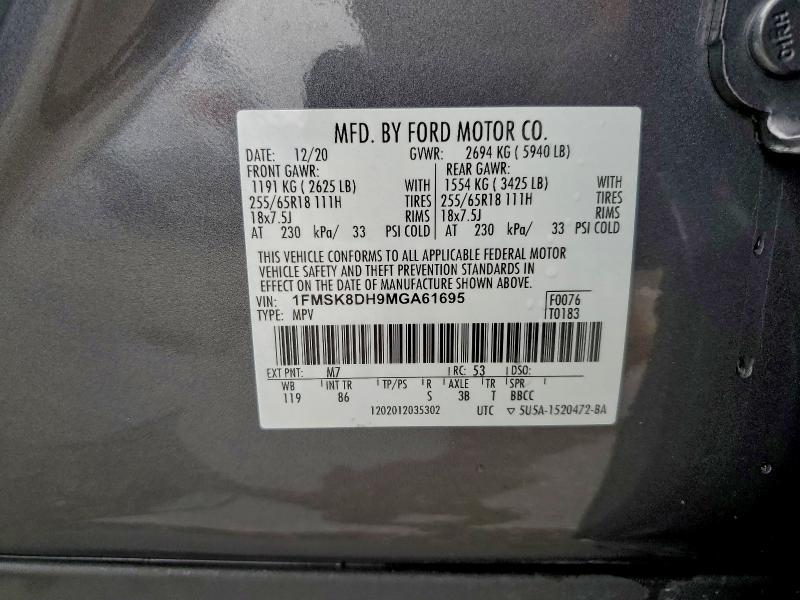 MFD. BY FORD MOTOR CO.
DATE: 12/20 GVWR: 2694 KG ( 5940 LB)
FRONT GAWR: REAR GAWR:
1191 KG ( 2625 LB) WITH 1554 KG ( 3425 LB) WITH
255/65R18 111H TIRES 255/65R18 111H TIRES
18x7.5J RIMS 18x7.5J RIMS
AT 230 kPa/ 33 PSI COLD AT 230 kPa/ 33 PSI COLD
THIS VEHICLE CONFORMS TO ALL APPLICABLE FEDERAL MOTOR
VEHICLE SAFETY AND THEFT PREVENTION STANDARDS IN
EFFECT ON THE DATE OF MANUFACTURE SHOWN ABOVE.
VIN: 1FMSK8DH9MGA61695 F0076
TYPE: MPV T0183
EXT PNT: M7 RC: 53 DSO:
WB INT TR TP/PS R AXLE TR SPR
119 86 S 3B T BBCC
1202012035302 UTC ▽ 5U5A-1520472-BA